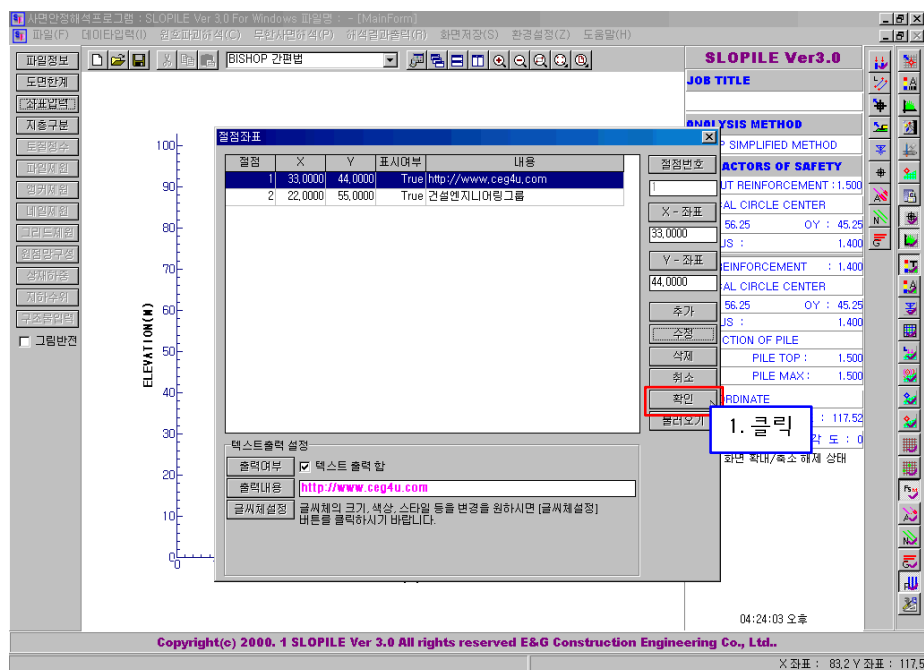 사면안정해석프로그램 : SLOPILE Ver 3,0 For Windows 파일명 : - [MainForm]
파일(F) 데이타입력(I) 원호파괴해석(C) 무한사면해석(P) 해석결과출력(R) 화면저장(S) 환경설정(Z) 도움말(H)
파일정보
도면한계
좌표입력
지층구분
토질정수
파일제원
앵커제원
네일제원
그리드제원
원점망구성
상재하중
지하수위
구조물입력
그림반전
BISHOP 간편법
ELEVATION(M)
100
90
80
70
60
50
40
30
20
10
0
0
절점좌표
절점 X Y 표시여부 내용
1 33,0000 44,0000 True http://www,ceg4u,com
2 22,0000 55,0000 True 건설엔지니어링그룹
절점번호
1
X - 좌표
33,0000
Y - 좌표
44,0000
추가
수정
삭제
취소
확인
불러오기
1. 클릭
텍스트출력 설정
출력여부 텍스트 출력 함
출력내용 http://www.ceg4u.com
글씨체설정 글씨체의 크기, 색상, 스타일 등을 변경을 원하시면 [글씨체설정]
버튼를 클릭하시기 바랍니다.
SLOPILE Ver3.0
JOB TITLE
ANALYSIS METHOD
SIMPLIFIED METHOD
ACTORS OF SAFETY
UT REINFORCEMENT : 1.500
AL CIRCLE CENTER
56.25 OY : 45.25
US : 1.400
REINFORCEMENT : 1.400
AL CIRCLE CENTER
56.25 OY : 45.25
US : 1.400
CTION OF PILE
PILE TOP : 1.500
PILE MAX : 1.500
RDINATE
: 117.52
각 도 : 0
화면 확대/축소 해제 상태
04:24:03 오후
Copyright(c) 2000. 1 SLOPILE Ver 3.0 All rights reserved E&G Construction Engineering Co., Ltd..
X 좌표 : 83,2 Y 좌표 : 117,5